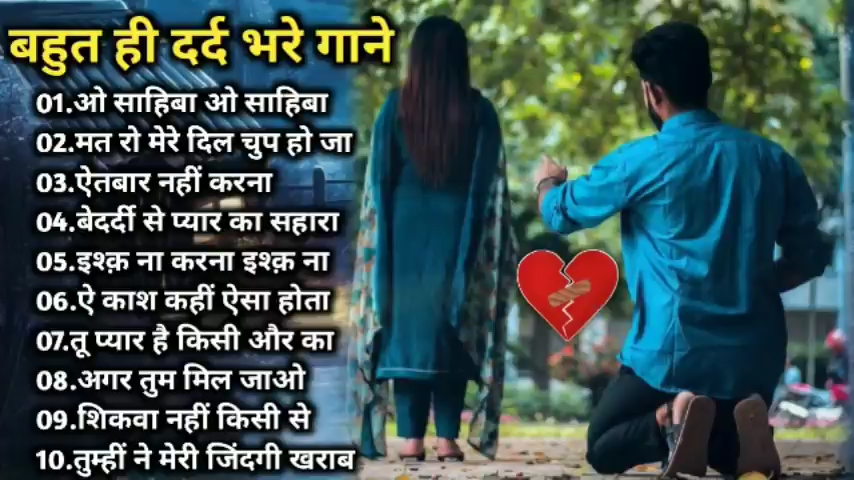 बहुत ही दर्द भरे गाने
01.ओ साहिबा ओ साहिबा
02.मत रो मेरे दिल चुप हो जा
03.ऐतबार नहीं करना
04.बेदर्दी से प्यार का सहारा
05.इश्क़ ना करना इश्क़ ना
06.ऐ काश कहीं ऐसा होता
07.तू प्यार है किसी और का
08.अगर तुम मिल जाओ
09.शिकवा नहीं किसी से
10.तुम्हीं ने मेरी जिंदगी खराब